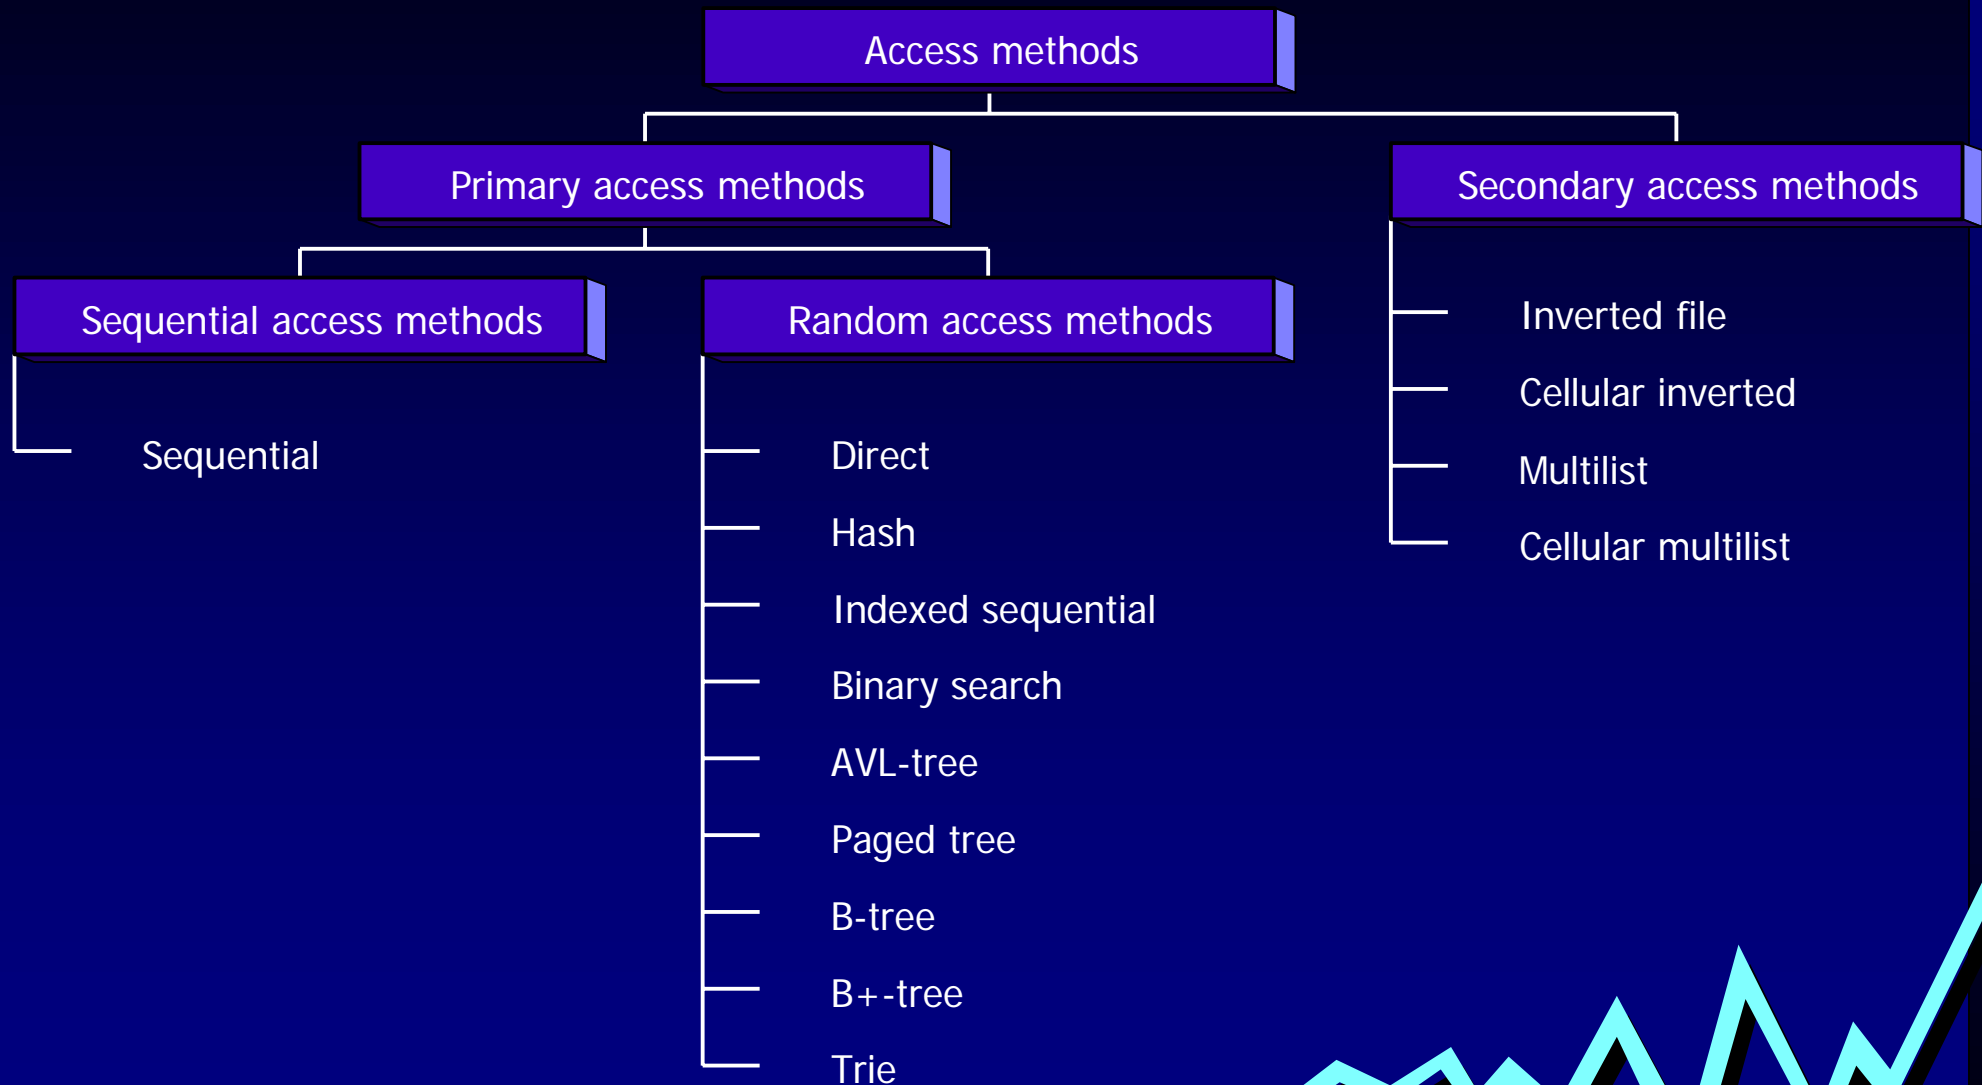 Access methods
Primary access methods
Secondary access methods
Sequential access methods
Random access methods
Sequential
Direct
Hash
Indexed sequential
Binary search
AVL-tree
Paged tree
B-tree
B+-tree
Trie
Inverted file
Cellular inverted
Multilist
Cellular multilist